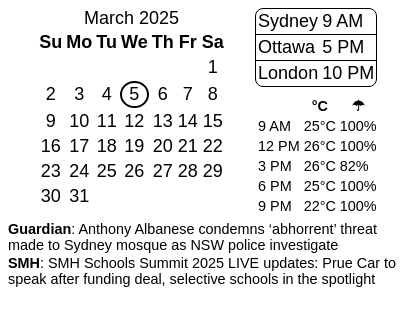 March 2025
Su Mo Tu We Th Fr Sa
1
2 3 4 5 6 7 8
9 10 11 12 13 14 15
16 17 18 19 20 21 22
23 24 25 26 27 28 29
30 31
Sydney 9 AM
Ottawa 5 PM
London 10 PM
°C ☂
9 AM 25°C 100%
12 PM 26°C 100%
3 PM 26°C 82%
6 PM 25°C 100%
9 PM 22°C 100%
Guardian: Anthony Albanese condemns ‘abhorrent’ threat
made to Sydney mosque as NSW police investigate
SMH: SMH Schools Summit 2025 LIVE updates: Prue Car to
speak after funding deal, selective schools in the spotlight